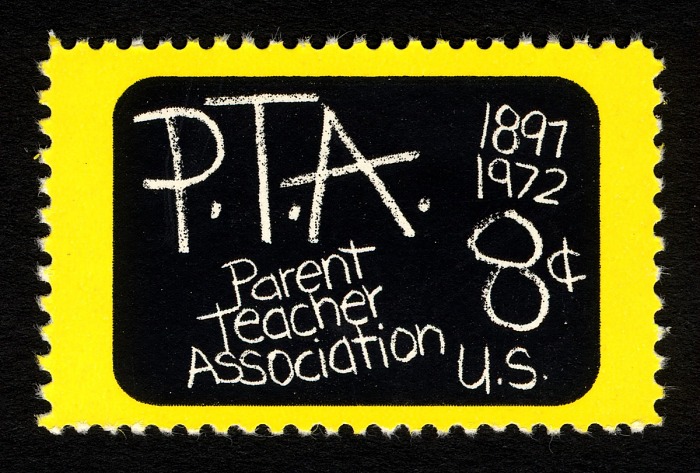 P.T.A.
Parent
Teacher
Association
1897
1972
8¢
U.S.